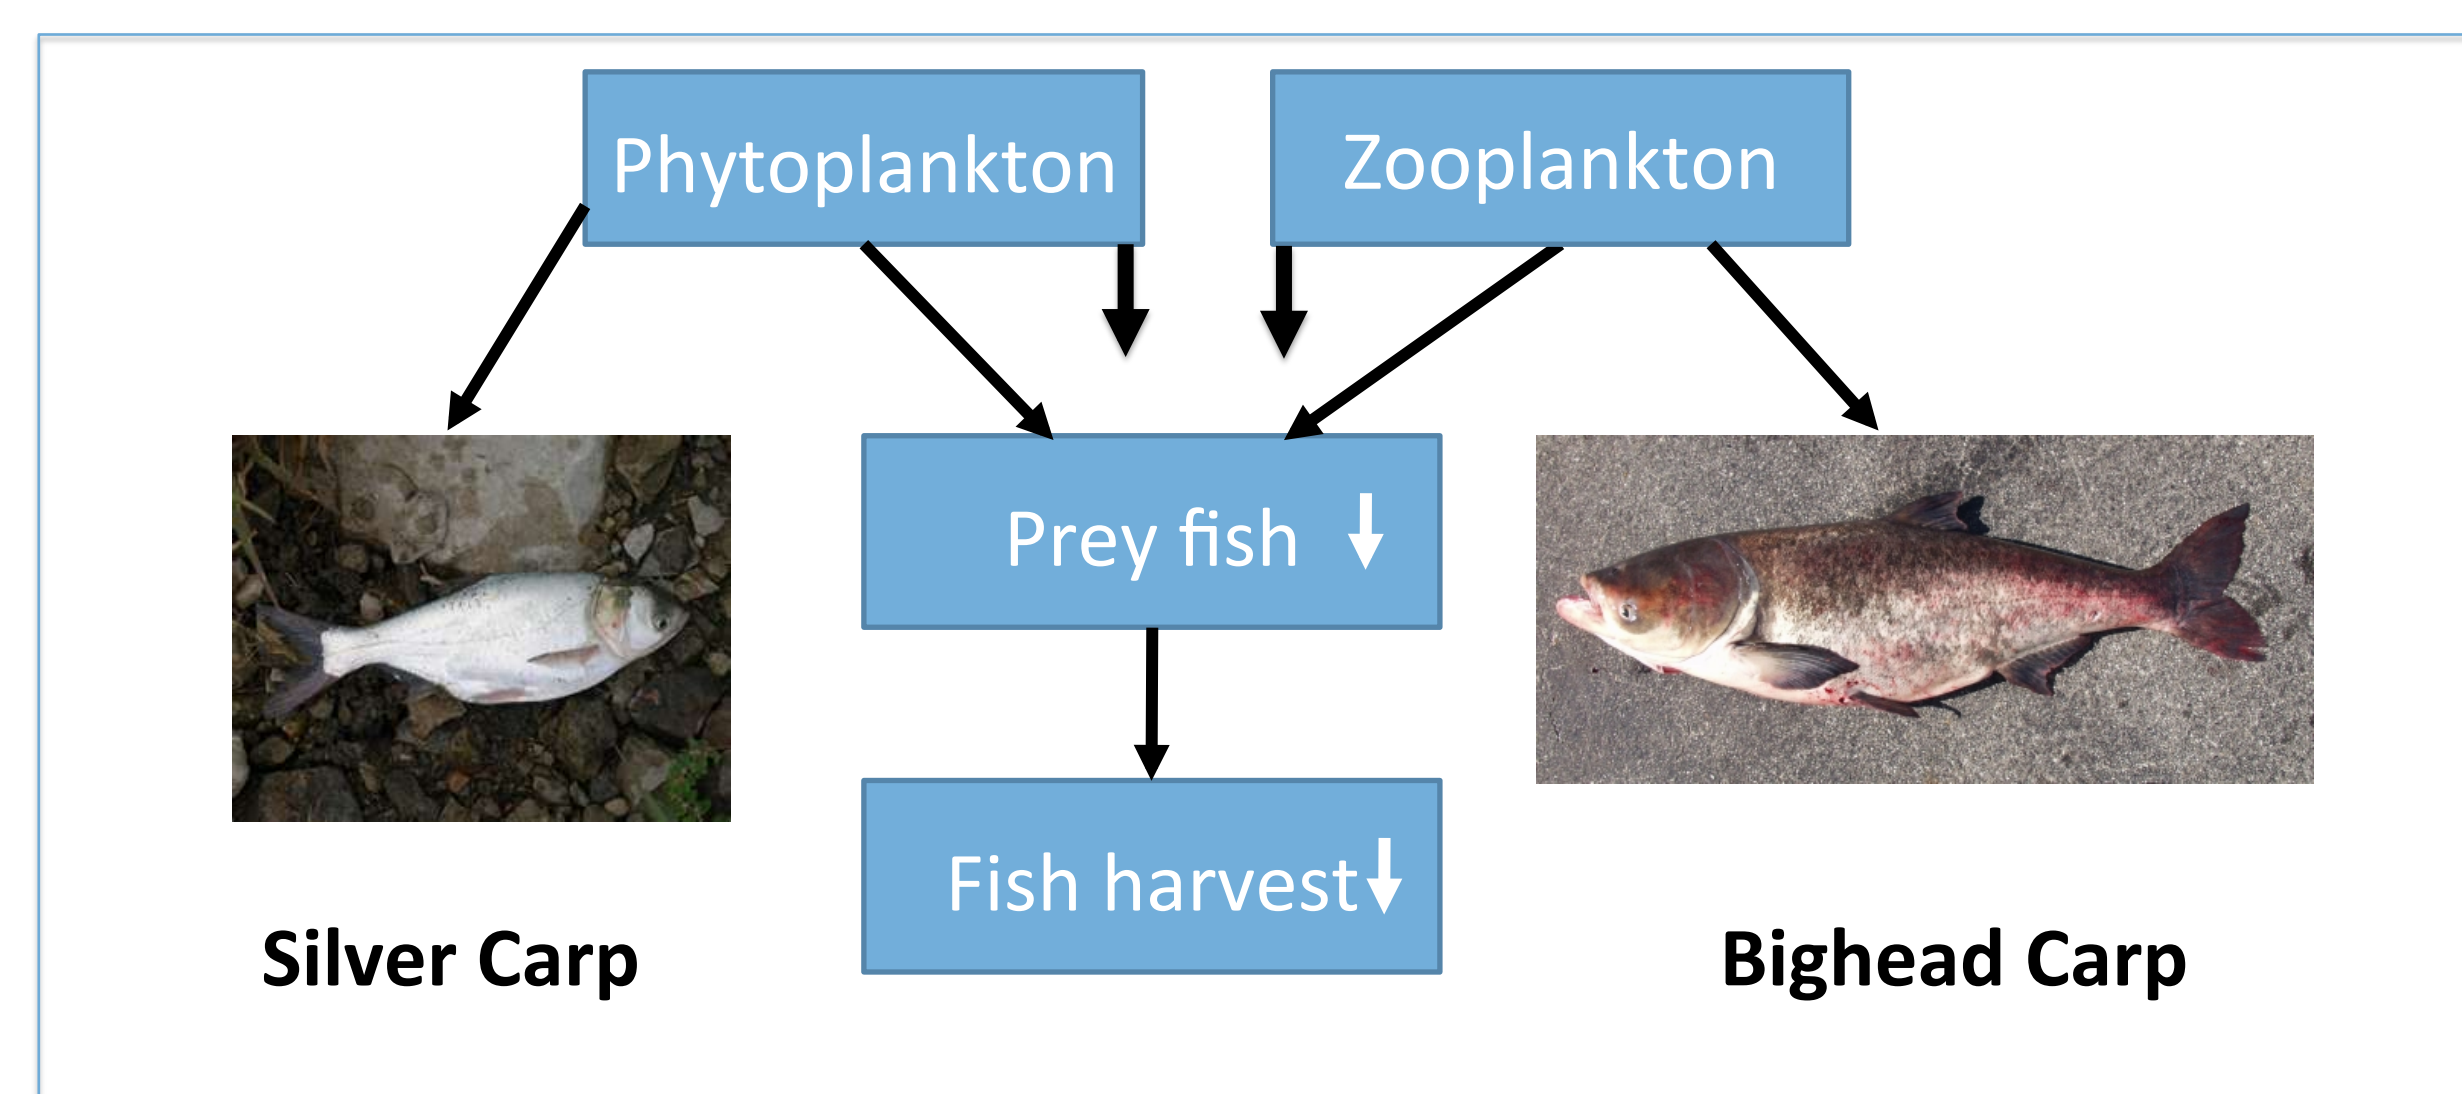 Phytoplankton
Zooplankton
Prey fish
Fish harvest
Silver Carp
Bighead Carp